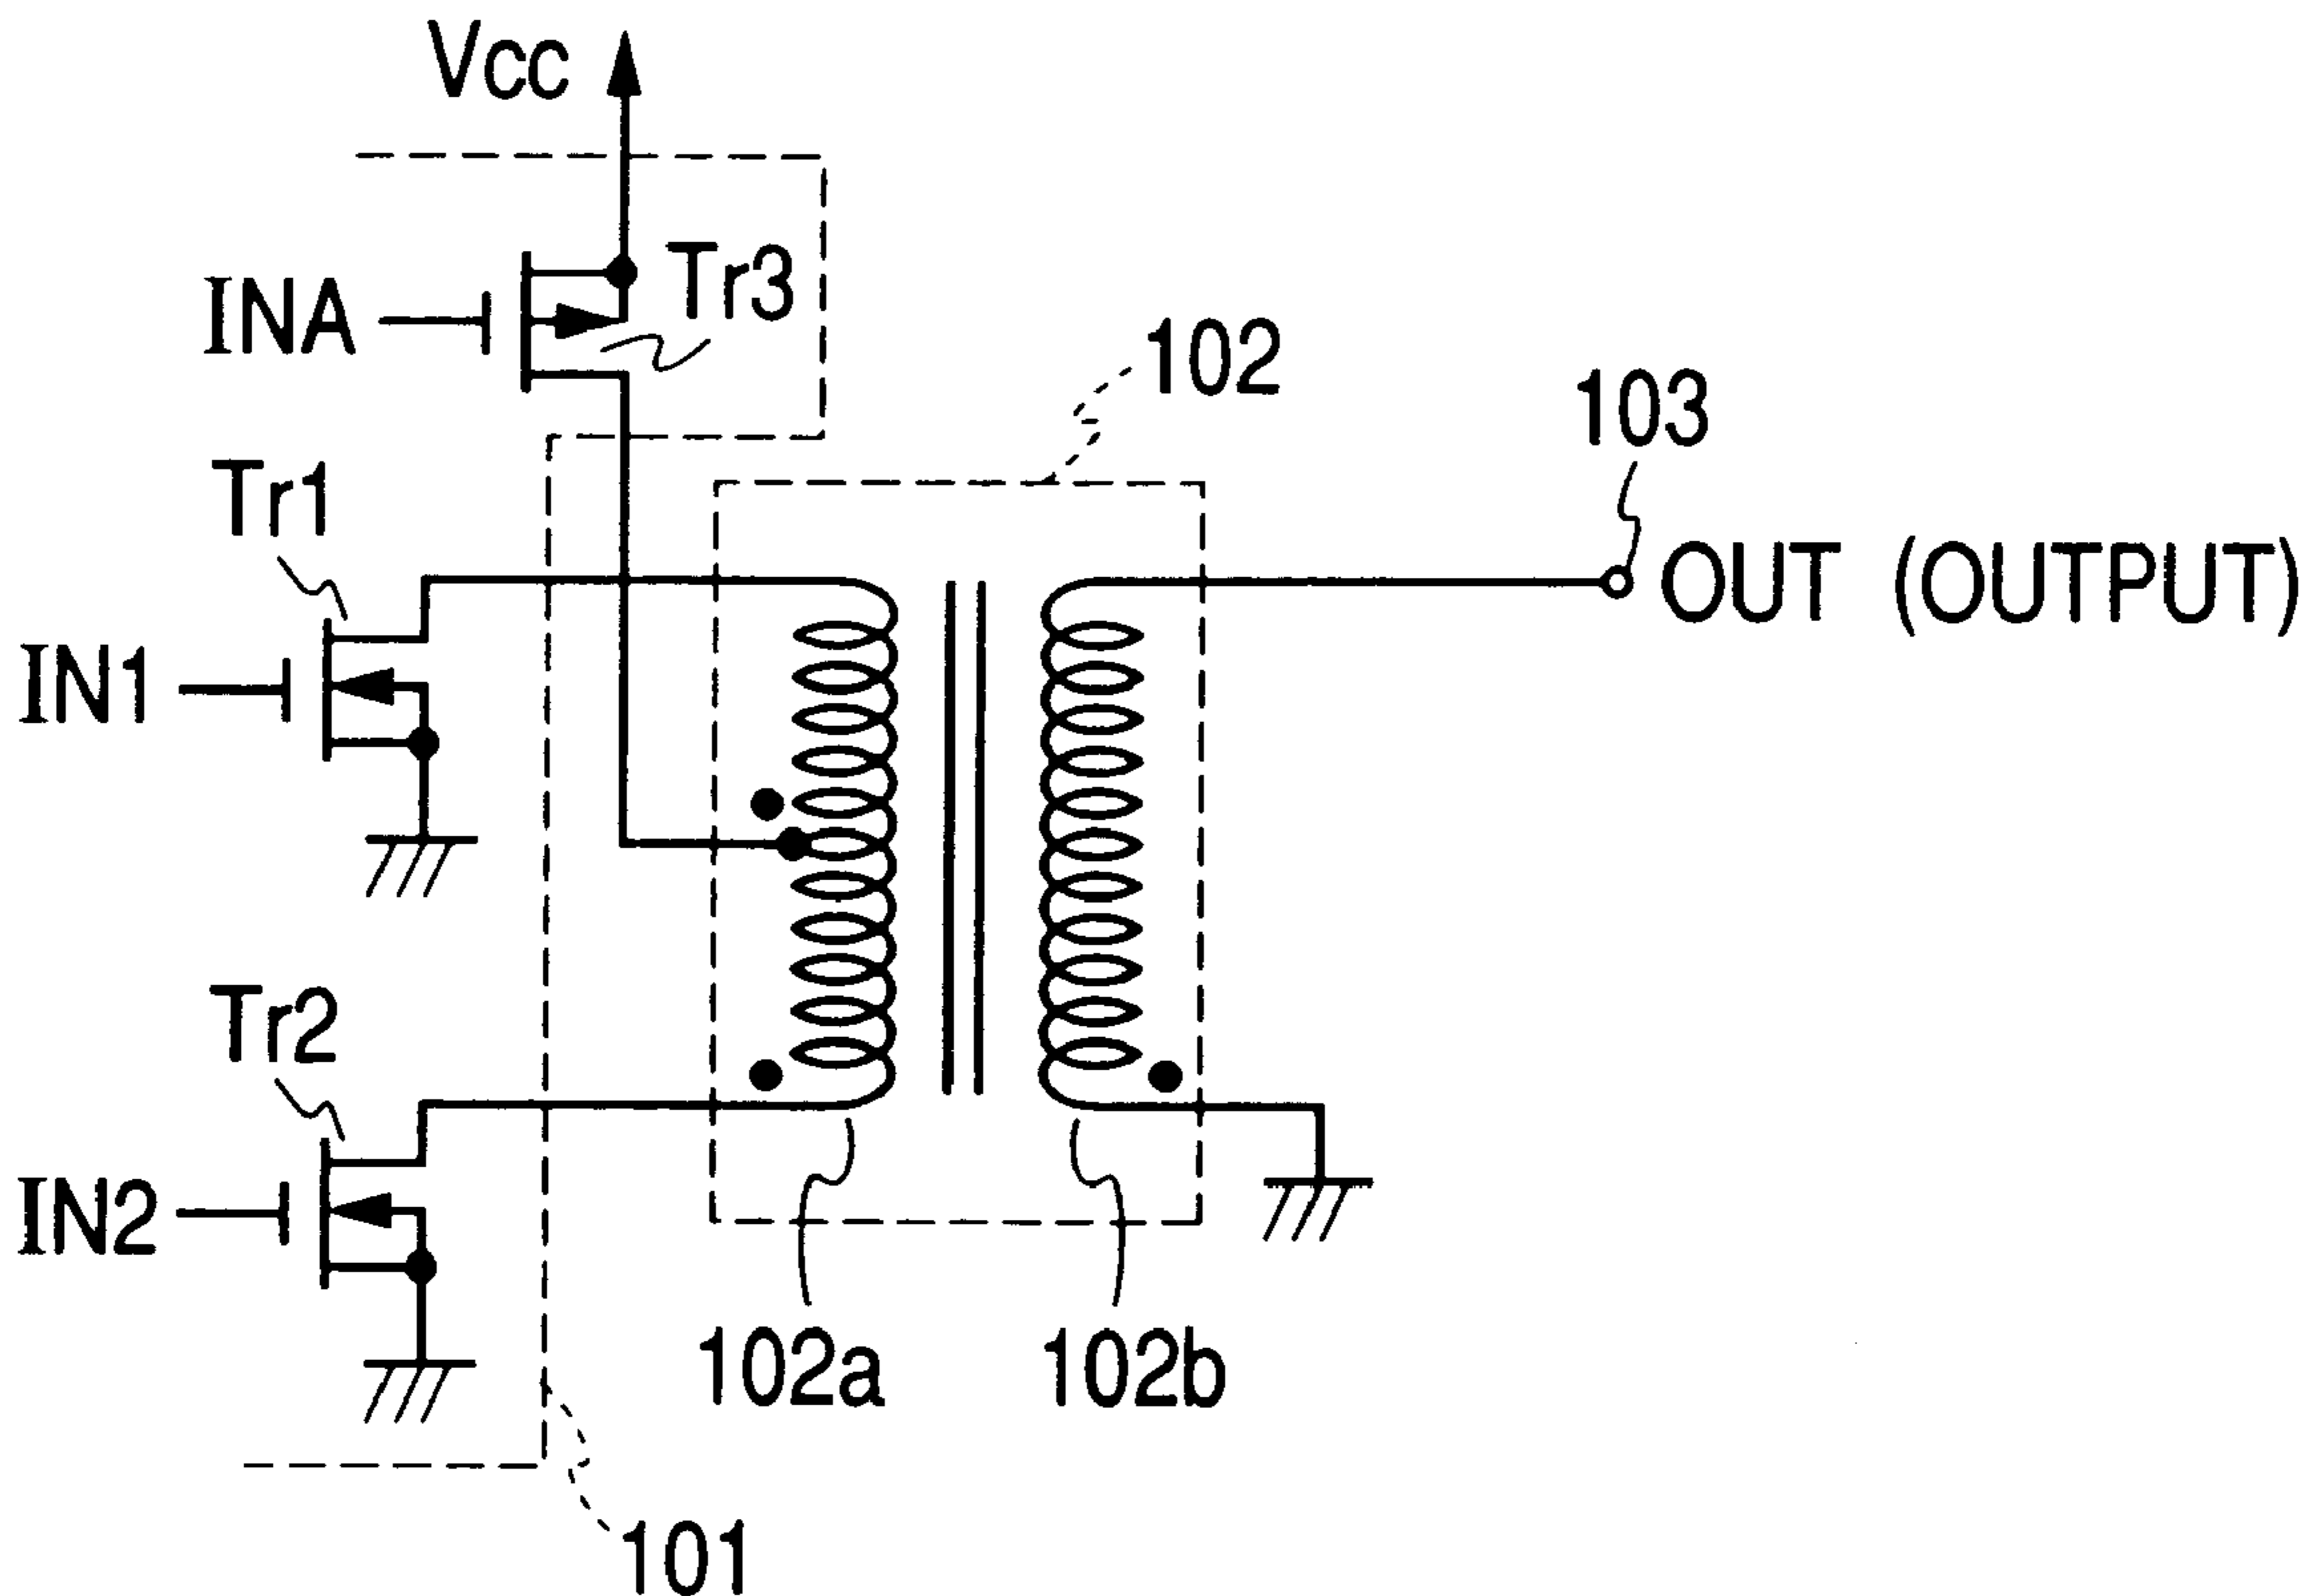 Vcc
INA
Tr3
102
103
Tr1
OUT (OUTPUT)
IN1
Tr2
IN2
102a
102b
101